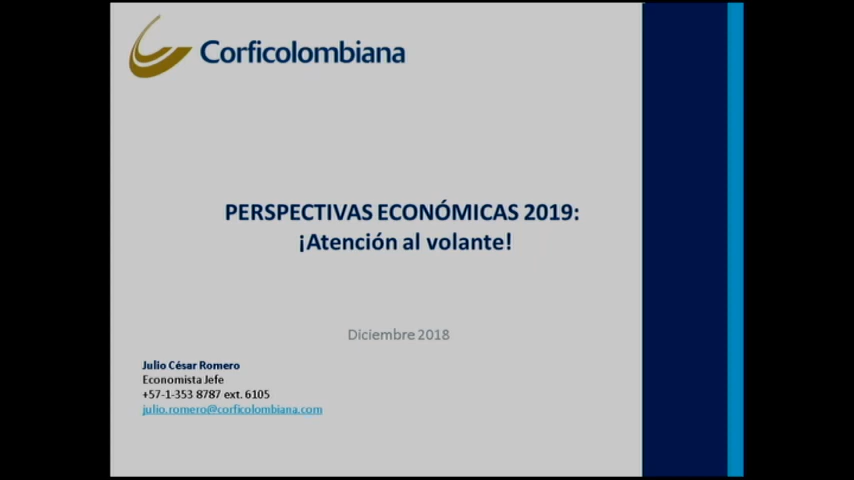 Corficolombiana
PERSPECTIVAS ECONÓMICAS 2019:
¡Atención al volante!
Diciembre 2018
Julio César Romero
Economista Jefe
+57-1-353 8787 ext. 6105
julio.romero@corficolombiana.com